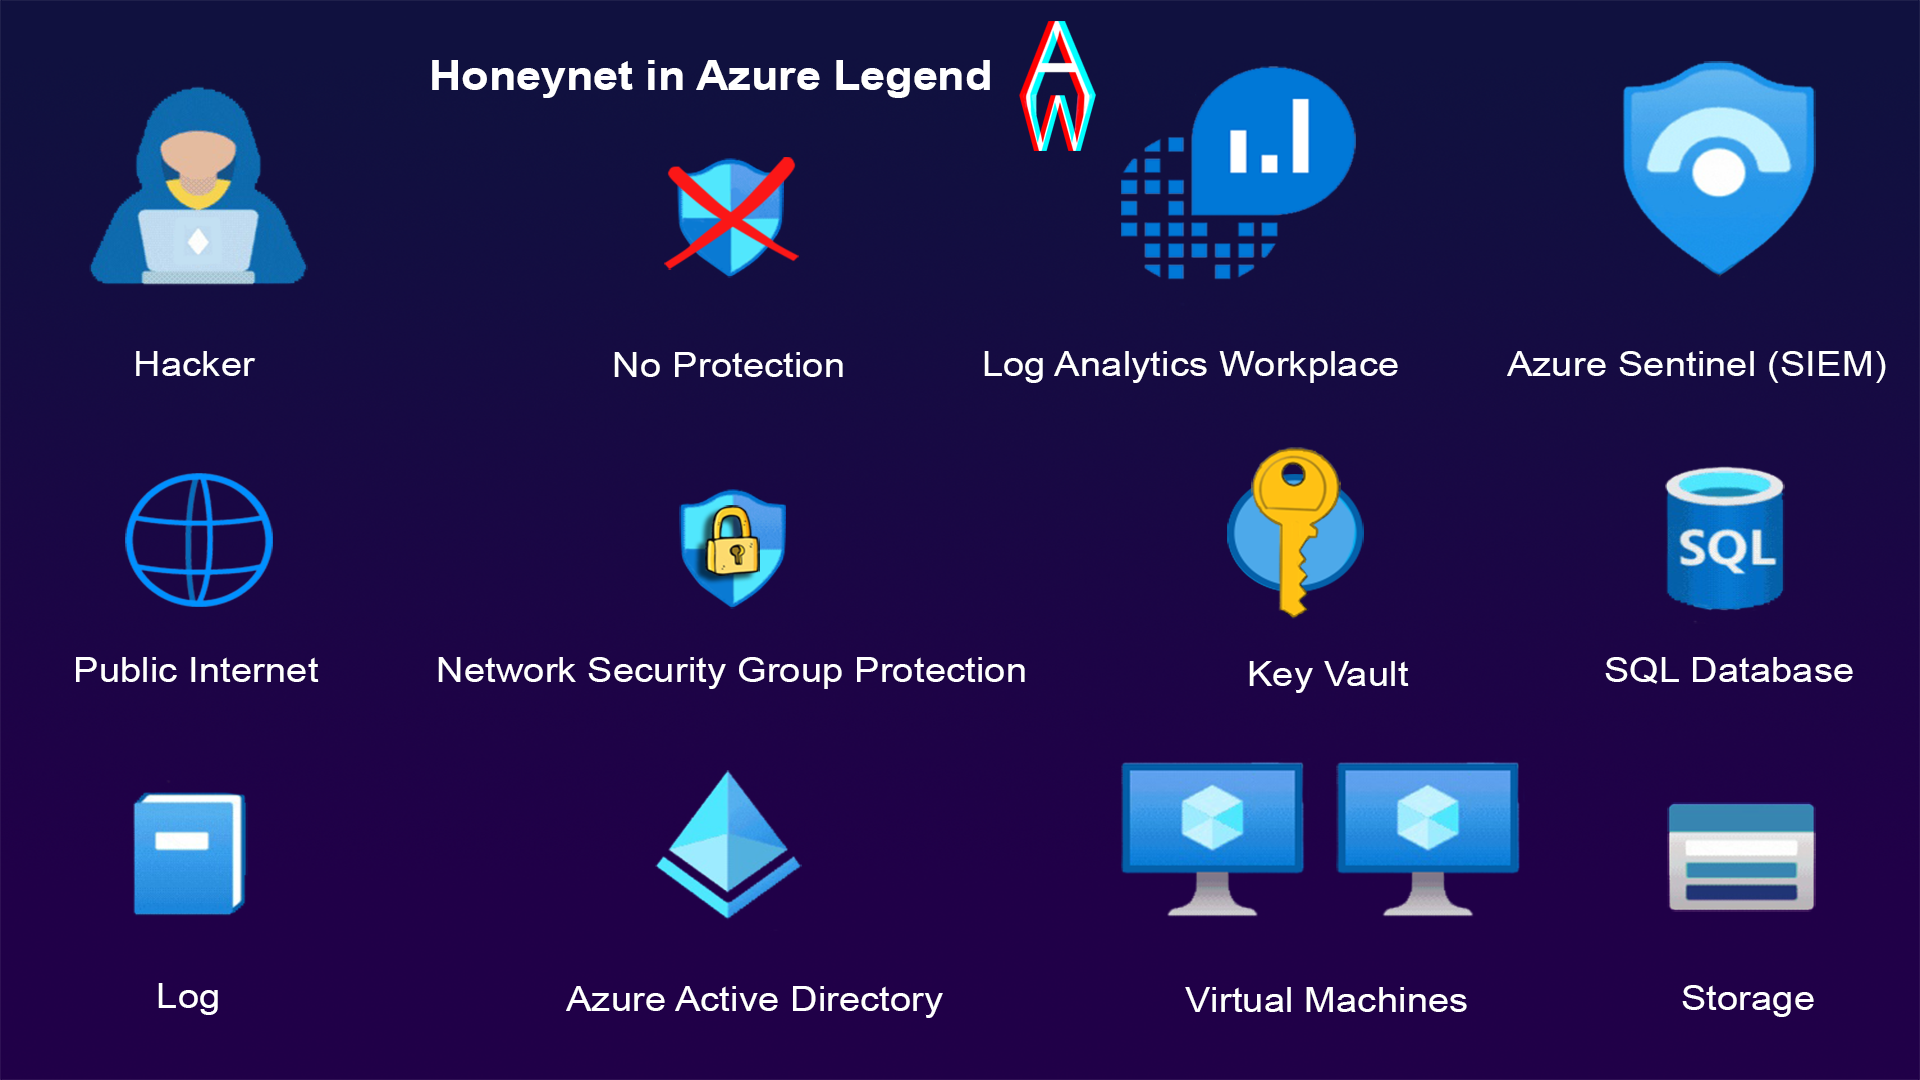 Honeynet in Azure Legend
AW
Hacker
No Protection
Log Analytics Workplace
Azure Sentinel (SIEM)
SQL
Public Internet
Network Security Group Protection
Key Vault
SQL Database
Log
Azure Active Directory
Virtual Machines
Storage